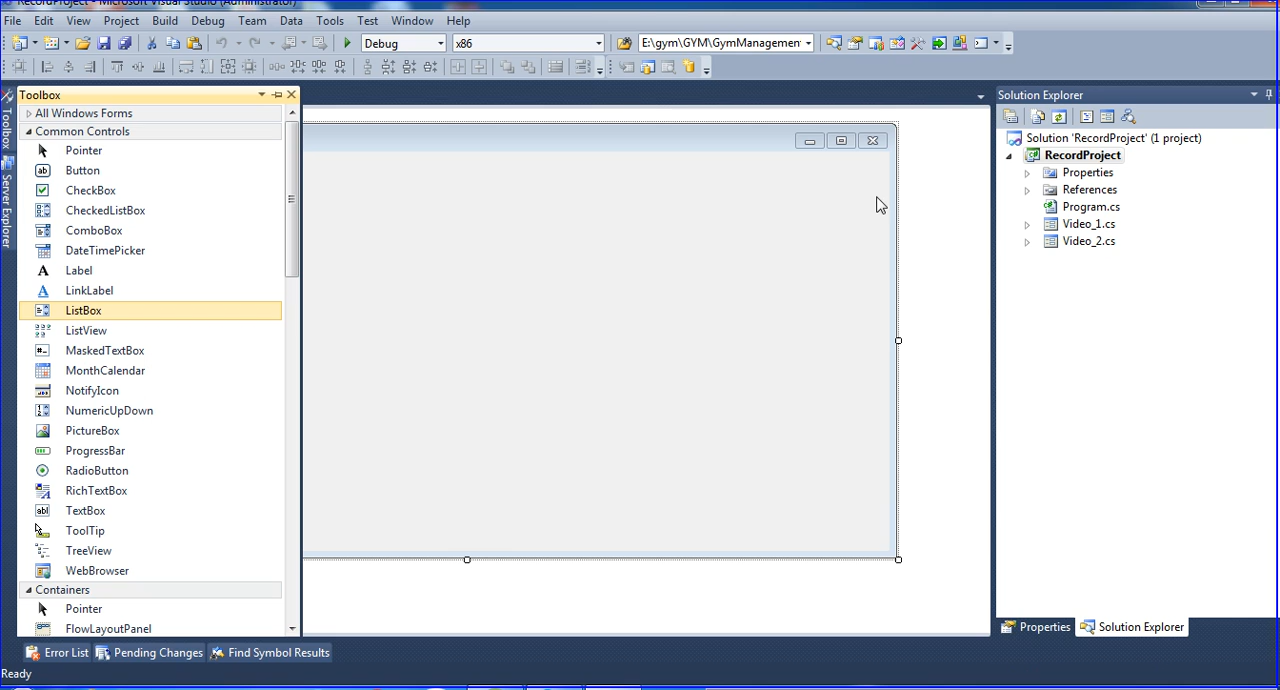 RecordProject - Microsoft Visual Studio (Administrator)
File Edit View Project Build Debug Team Data Tools Test Window Help
Debug x86 E:\gym\GYM\GymManagement
Toolbox
All Windows Forms
Common Controls
Pointer
Button
CheckBox
CheckedListBox
ComboBox
DateTimePicker
Label
LinkLabel
ListBox
ListView
MaskedTextBox
MonthCalendar
NotifyIcon
NumericUpDown
PictureBox
ProgressBar
RadioButton
RichTextBox
TextBox
ToolTip
TreeView
WebBrowser
Containers
Pointer
FlowLayoutPanel
Toolbox
Server Explorer
Solution Explorer
Solution 'RecordProject' (1 project)
RecordProject
Properties
References
Program.cs
Video_1.cs
Video_2.cs
Properties Solution Explorer
Error List Pending Changes Find Symbol Results
Ready